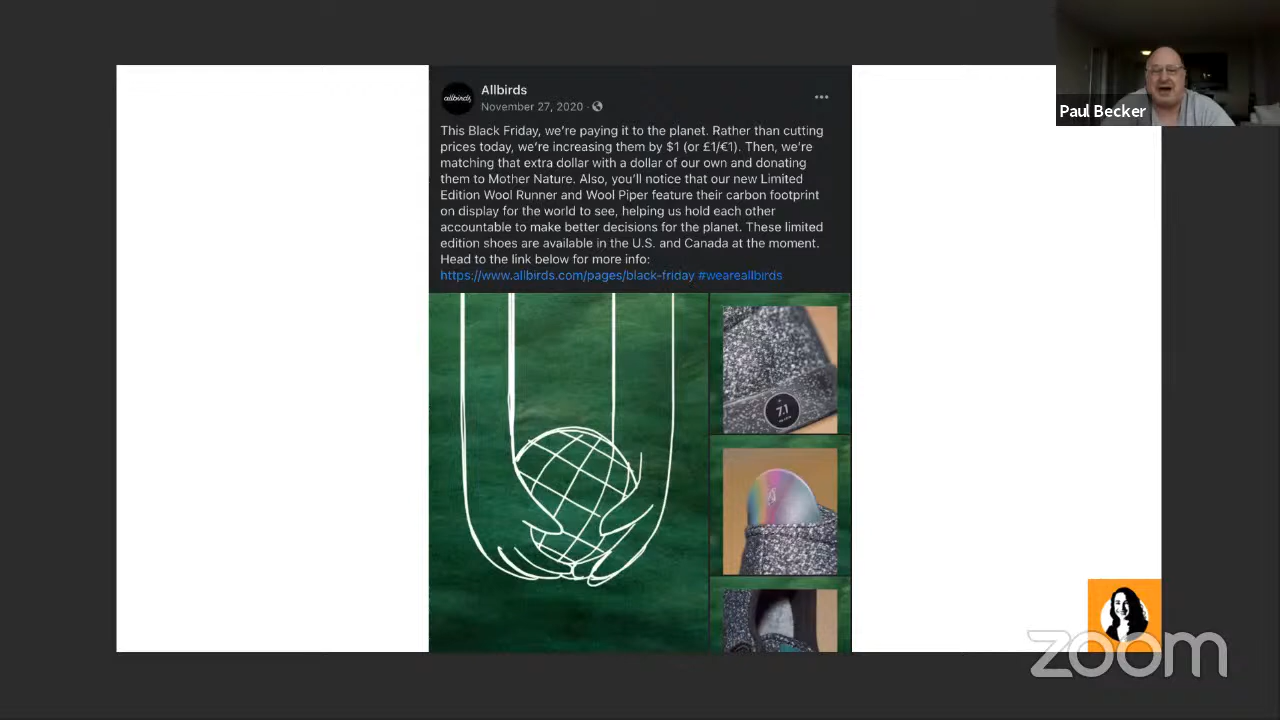 Allbirds
allbirds
November 27, 2020 ·
This Black Friday, we’re paying it to the planet. Rather than cutting
prices today, we’re increasing them by $1 (or £1/€1). Then, we’re
matching that extra dollar with a dollar of our own and donating
them to Mother Nature. Also, you’ll notice that our new Limited
Edition Wool Runner and Wool Piper feature their carbon footprint
on display for the world to see, helping us hold each other
accountable to make better decisions for the planet. These limited
edition shoes are available in the U.S. and Canada at the moment.
Head to the link below for more info:
https://www.allbirds.com/pages/black-friday #weareallbirds
Paul Becker
7.1
zoom